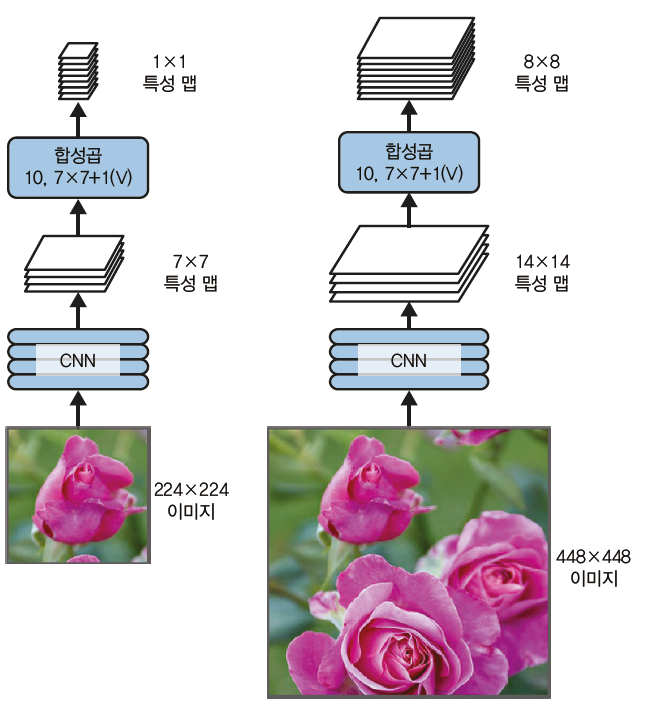 1×1
특성 맵
합성곱
10, 7×7+1(V)
7×7
특성 맵
CNN
224×224
이미지
8×8
특성 맵
합성곱
10, 7×7+1(V)
14×14
특성 맵
CNN
448×448
이미지